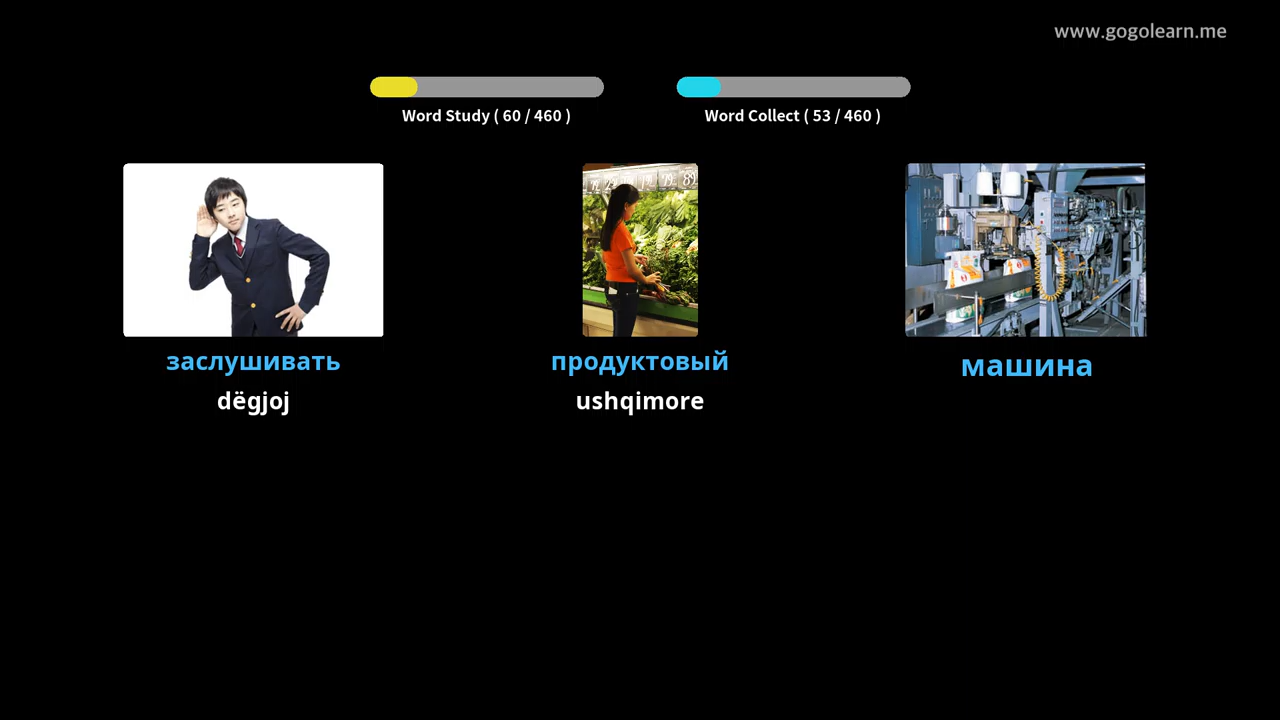 www.gogolearn.me
Word Study ( 60 / 460 )
Word Collect ( 53 / 460 )
заслушивать
dëgjoj
продуктовый
ushqimore
машина